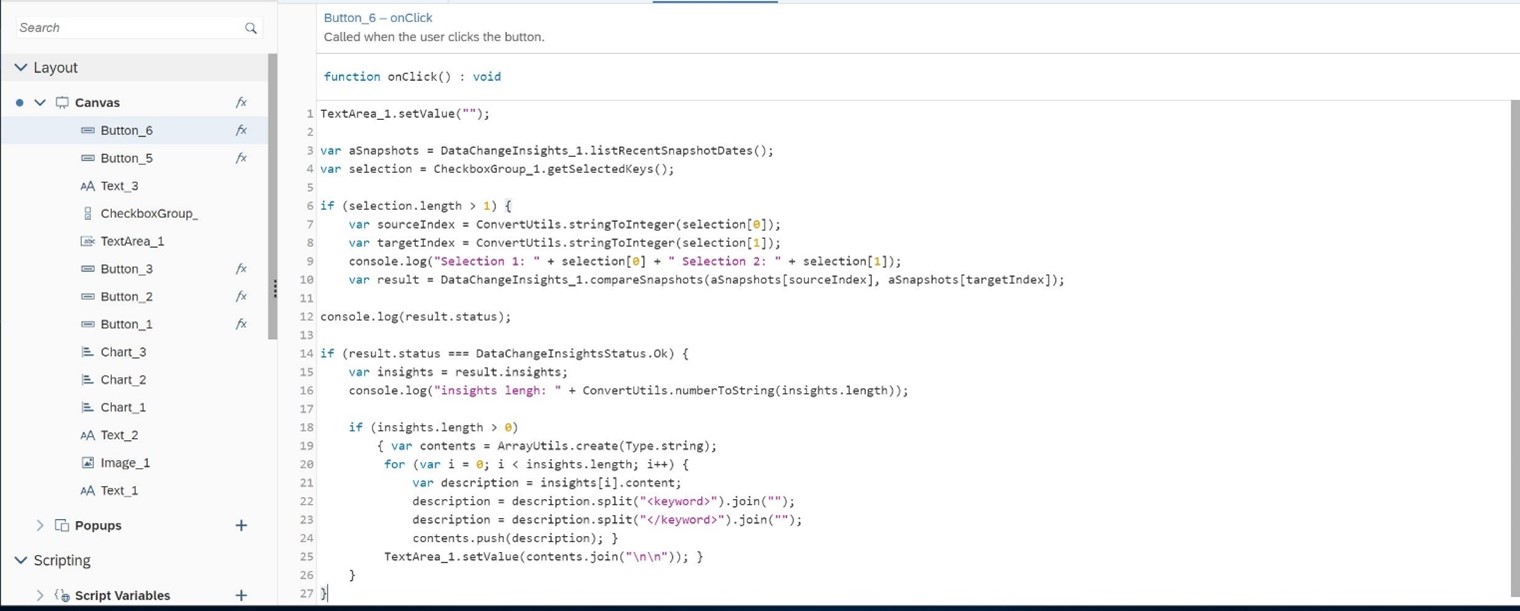 Search
Layout
Canvas
Button_6
Button_5
Text_3
CheckboxGroup_
TextArea_1
Button_3
Button_2
Button_1
Chart_3
Chart_2
Chart_1
Text_2
Image_1
Text_1
Popups
Scripting
Script Variables
Button_6 – onClick
Called when the user clicks the button.
function onClick() : void
1 TextArea_1.setValue("");
2
3 var aSnapshots = DataChangeInsights_1.listRecentSnapshotDates();
4 var selection = CheckboxGroup_1.getSelectedKeys();
5
6 if (selection.length > 1) {
7 var sourceIndex = ConvertUtils.stringToInteger(selection[0]);
8 var targetIndex = ConvertUtils.stringToInteger(selection[1]);
9 console.log("Selection 1: " + selection[0] + " Selection 2: " + selection[1]);
10 var result = DataChangeInsights_1.compareSnapshots(aSnapshots[sourceIndex], aSnapshots[targetIndex]);
11
12 console.log(result.status);
13
14 if (result.status === DataChangeInsightsStatus.Ok) {
15 var insights = result.insights;
16 console.log("insights lengh: " + ConvertUtils.numberToString(insights.length));
17
18 if (insights.length > 0)
19 { var contents = ArrayUtils.create(Type.string);
20 for (var i = 0; i < insights.length; i++) {
21 var description = insights[i].content;
22 description = description.split("<keyword>").join("");
23 description = description.split("</keyword>").join("");
24 contents.push(description); }
25 TextArea_1.setValue(contents.join("\n\n")); }
26 }
27 }